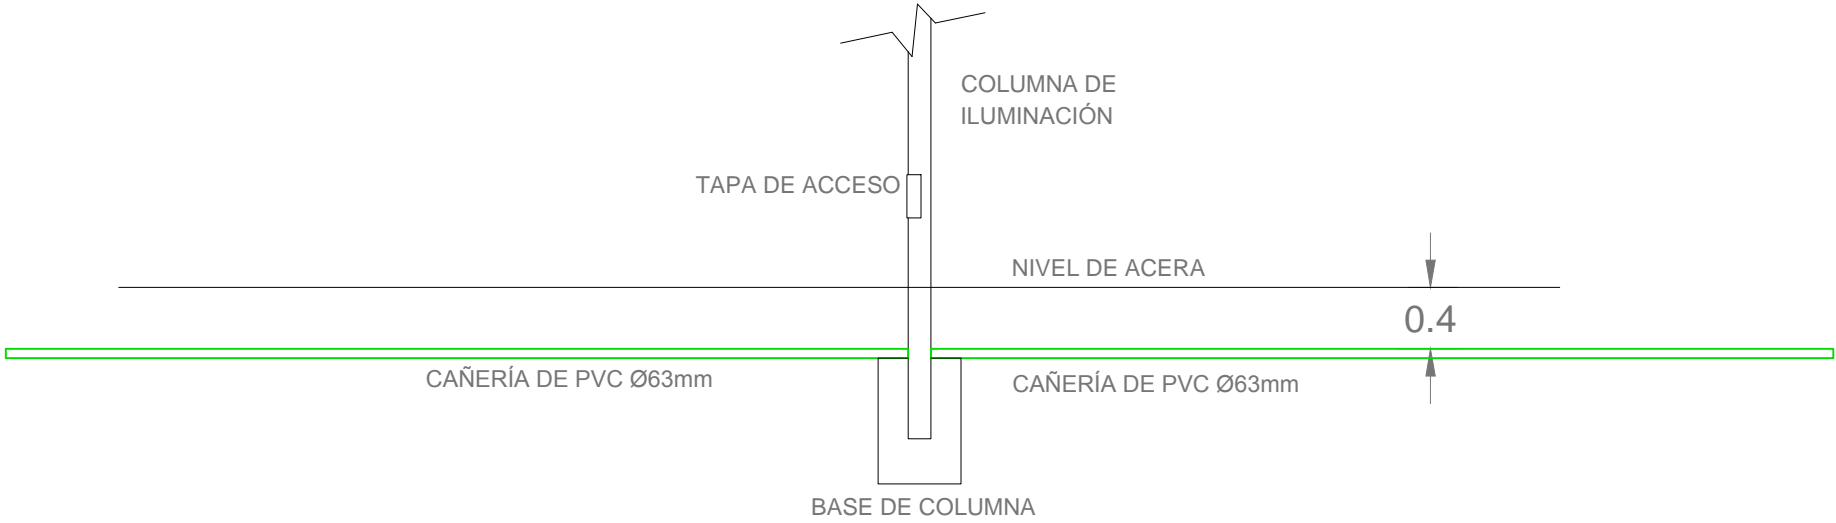 COLUMNA DE
ILUMINACIÓN
TAPA DE ACCESO
NIVEL DE ACERA
0.4
CAÑERÍA DE PVC Ø63mm
CAÑERÍA DE PVC Ø63mm
BASE DE COLUMNA